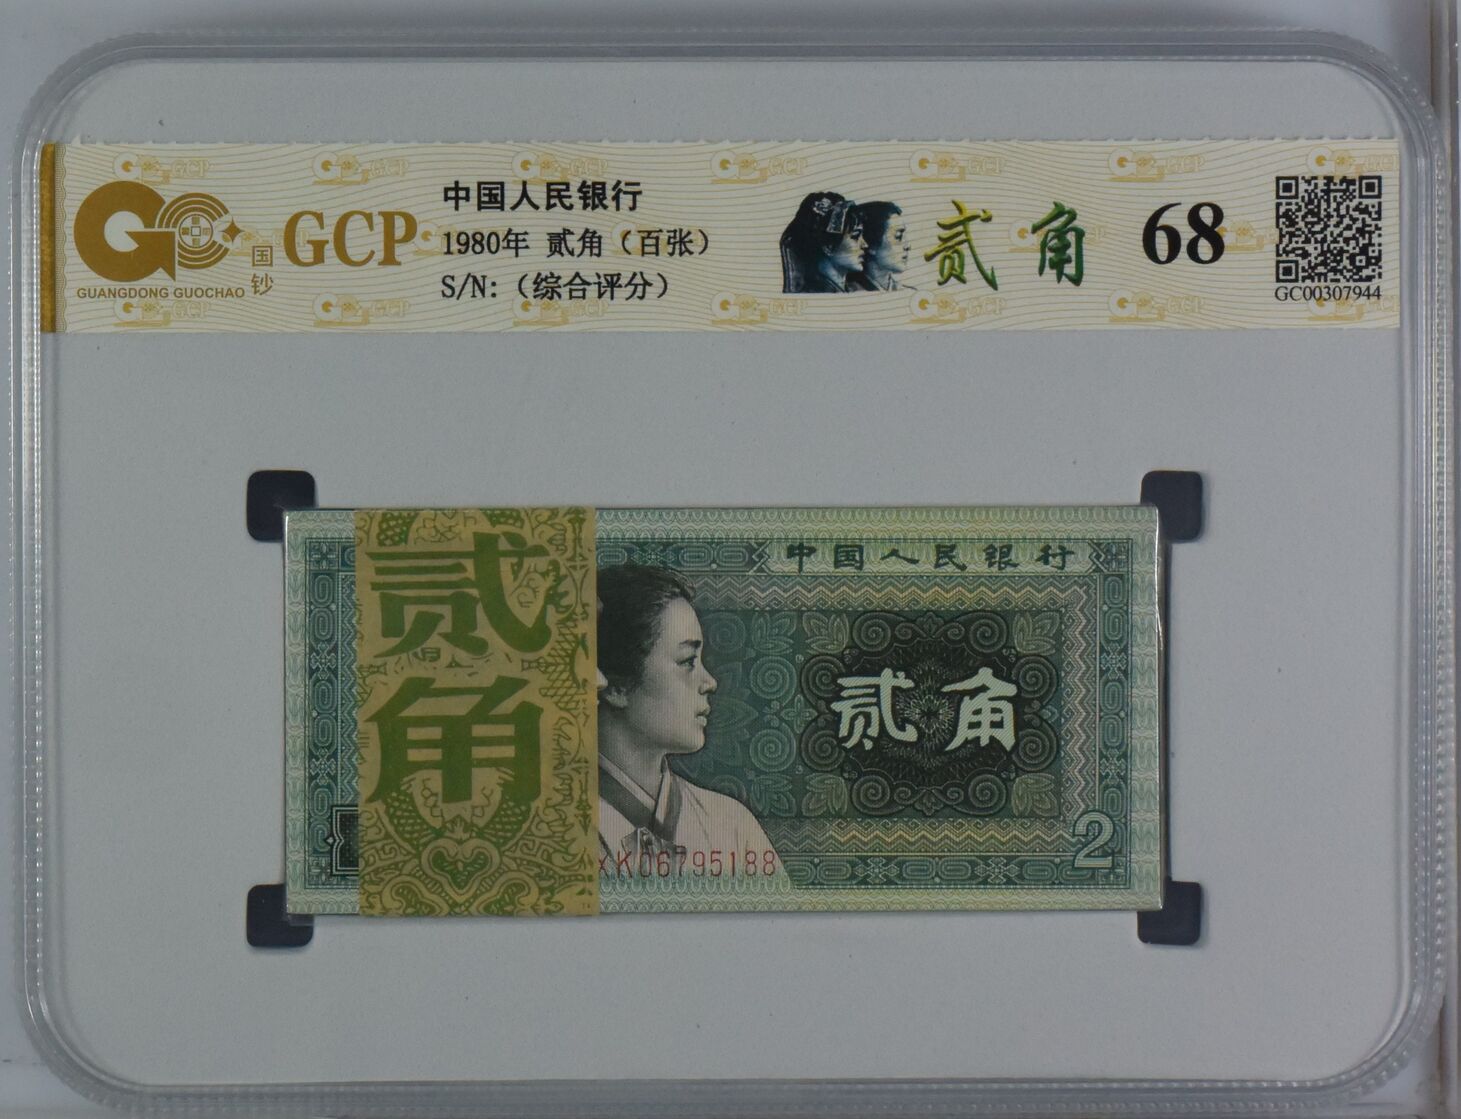 GUANGDONG GUOCHAO
国钞
GCP
中国人民银行
1980年 贰角（百张）
S/N:（综合评分）
贰角
68
GC00307944
贰角
中国人民银行
贰角
XK06795188
2